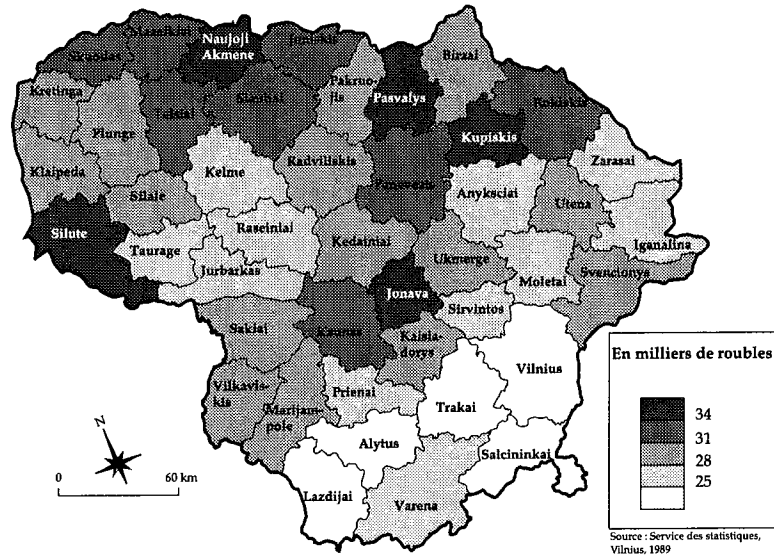 Mazeikiai
Skuodas
Naujoji
Akmene
Joniskis
Birzai
Kretinga
Plunge
Telsiai
Siauliai
Pakruo-
jis
Pasvalys
Rokiskis
Kupiskis
Klaipeda
Kelme
Radviliskis
Panevezis
Anyksciai
Zarasai
Silale
Utena
Silute
Raseiniai
Taurage
Kedainiai
Iganalina
Ukmerge
Jurbarkas
Moletai
Svencionys
Jonava
Sirvintos
Sakiai
Kaunas
Kaisia-
dorys
Vilnius
Vilkavis-
kis
Prienai
Marijam-
pole
Trakai
Alytus
Salcininkai
Lazdijai
Varena
N
0 60 km
En milliers de roubles
34
31
28
25
Source : Service des statistiques,
Vilnius, 1989